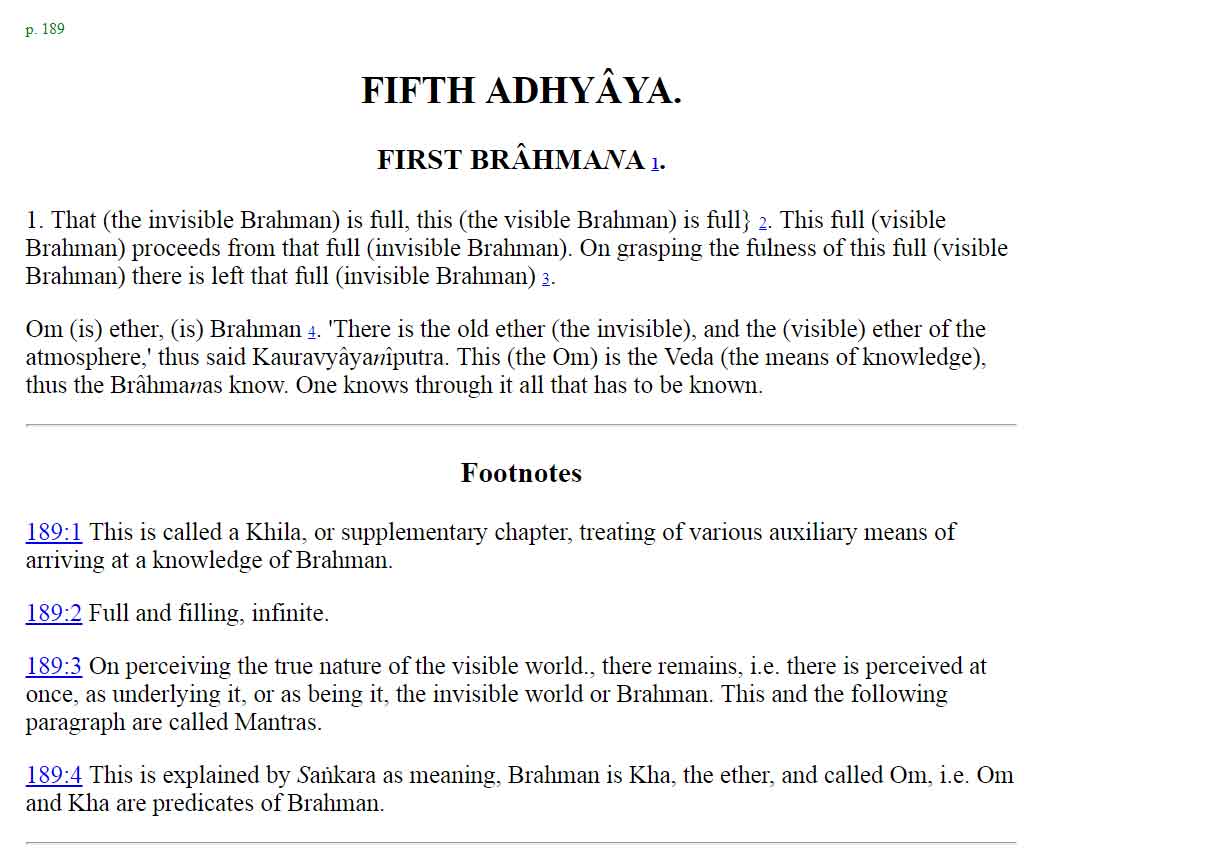 p. 189
FIFTH ADHYÂYA.
FIRST BRÂHMANA 1.
1. That (the invisible Brahman) is full, this (the visible Brahman) is full} 2. This full (visible
Brahman) proceeds from that full (invisible Brahman). On grasping the fulness of this full (visible
Brahman) there is left that full (invisible Brahman) 3.
Om (is) ether, (is) Brahman 4. 'There is the old ether (the invisible), and the (visible) ether of the
atmosphere,' thus said Kauravyâyanîputra. This (the Om) is the Veda (the means of knowledge),
thus the Brâhmanas know. One knows through it all that has to be known.
Footnotes
189:1 This is called a Khila, or supplementary chapter, treating of various auxiliary means of
arriving at a knowledge of Brahman.
189:2 Full and filling, infinite.
189:3 On perceiving the true nature of the visible world., there remains, i.e. there is perceived at
once, as underlying it, or as being it, the invisible world or Brahman. This and the following
paragraph are called Mantras.
189:4 This is explained by Saṅkara as meaning, Brahman is Kha, the ether, and called Om, i.e. Om
and Kha are predicates of Brahman.